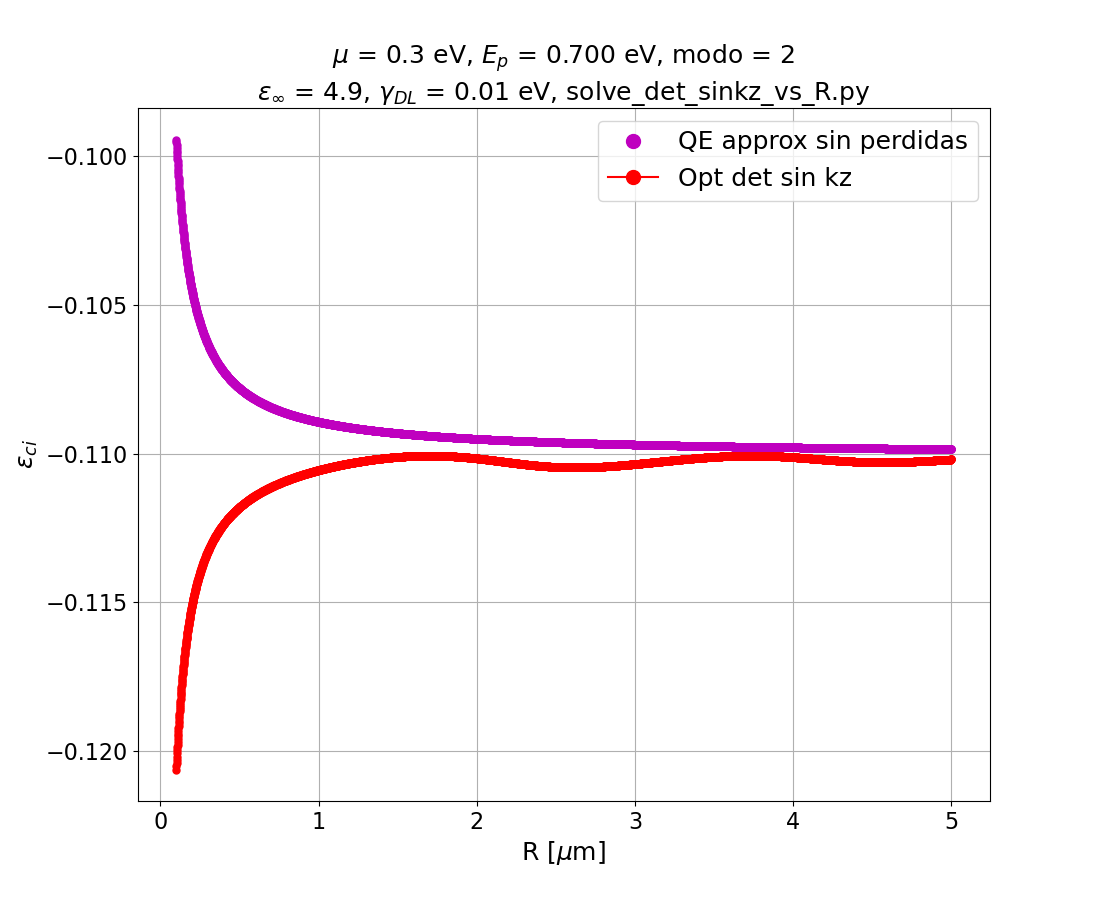 μ = 0.3 eV, E_p = 0.700 eV, modo = 2
ε_∞ = 4.9, γ_DL = 0.01 eV, solve_det_sinkz_vs_R.py
QE approx sin perdidas
Opt det sin kz
ε_ci
−0.100
−0.105
−0.110
−0.115
−0.120
0 1 2 3 4 5
R [μm]